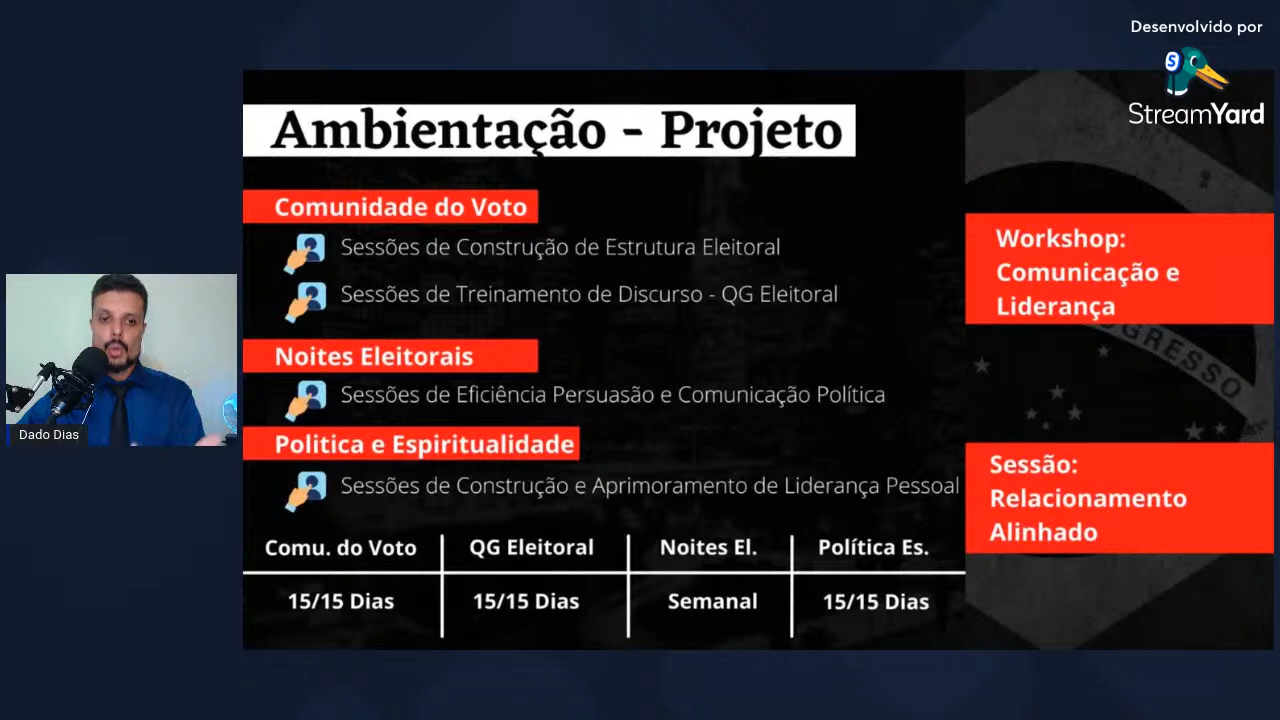 Desenvolvido por
StreamYard
Ambientação - Projeto
Comunidade do Voto
Sessões de Construção de Estrutura Eleitoral
Sessões de Treinamento de Discurso - QG Eleitoral
Noites Eleitorais
Sessões de Eficiência Persuasão e Comunicação Política
Politica e Espiritualidade
Sessões de Construção e Aprimoramento de Liderança Pessoal
Comu. do Voto QG Eleitoral Noites El. Política Es.
15/15 Dias 15/15 Dias Semanal 15/15 Dias
Workshop:
Comunicação e
Liderança
OGRESSO
Sessão:
Relacionamento
Alinhado
Dado Dias